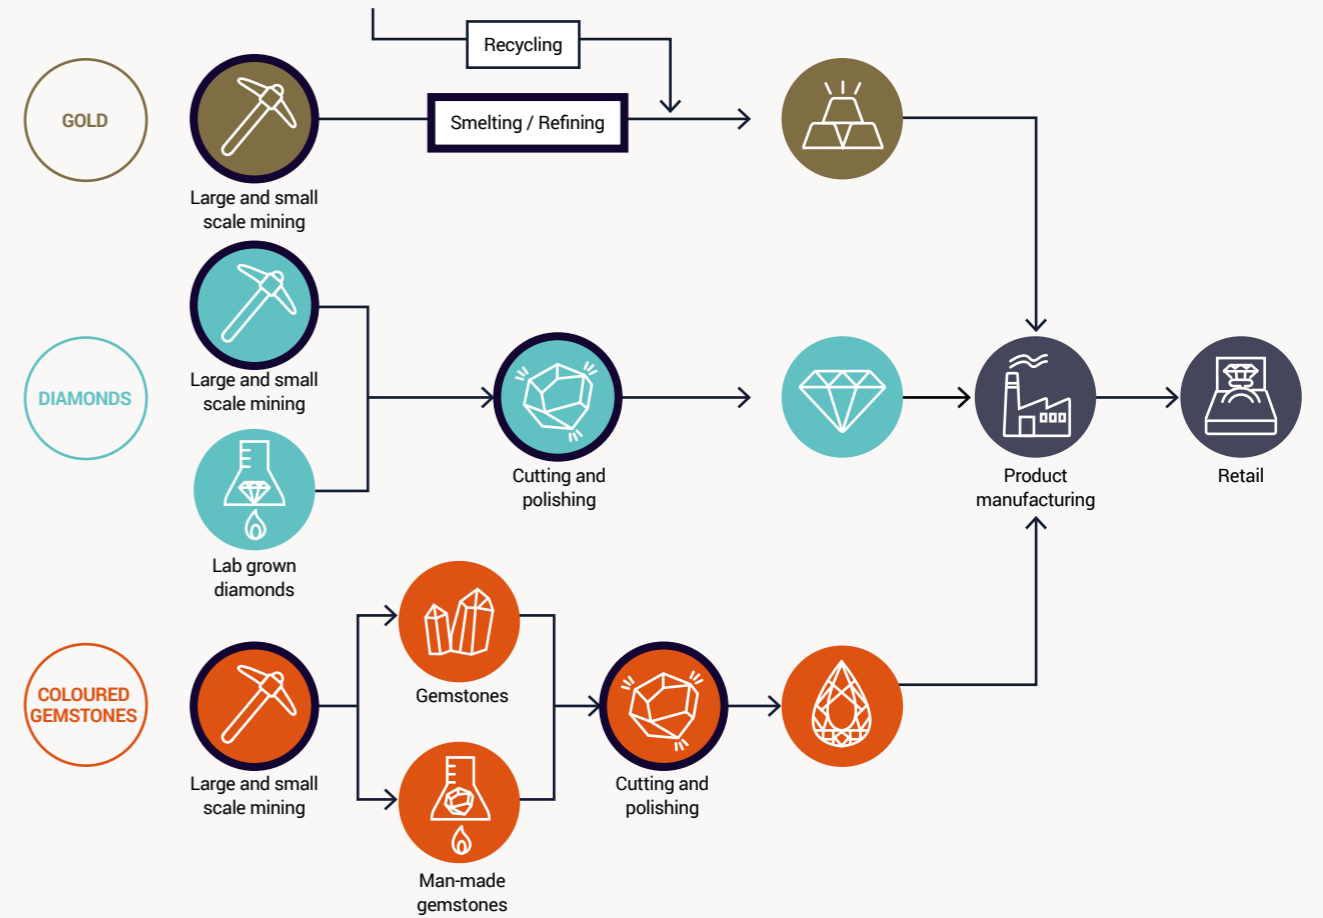 Recycling
GOLD
Smelting / Refining
Large and small
scale mining
DIAMONDS
Large and small
scale mining
Cutting and
polishing
Product
manufacturing
Retail
Lab grown
diamonds
COLOURED
GEMSTONES
Gemstones
Large and small
scale mining
Cutting and
polishing
Man-made
gemstones